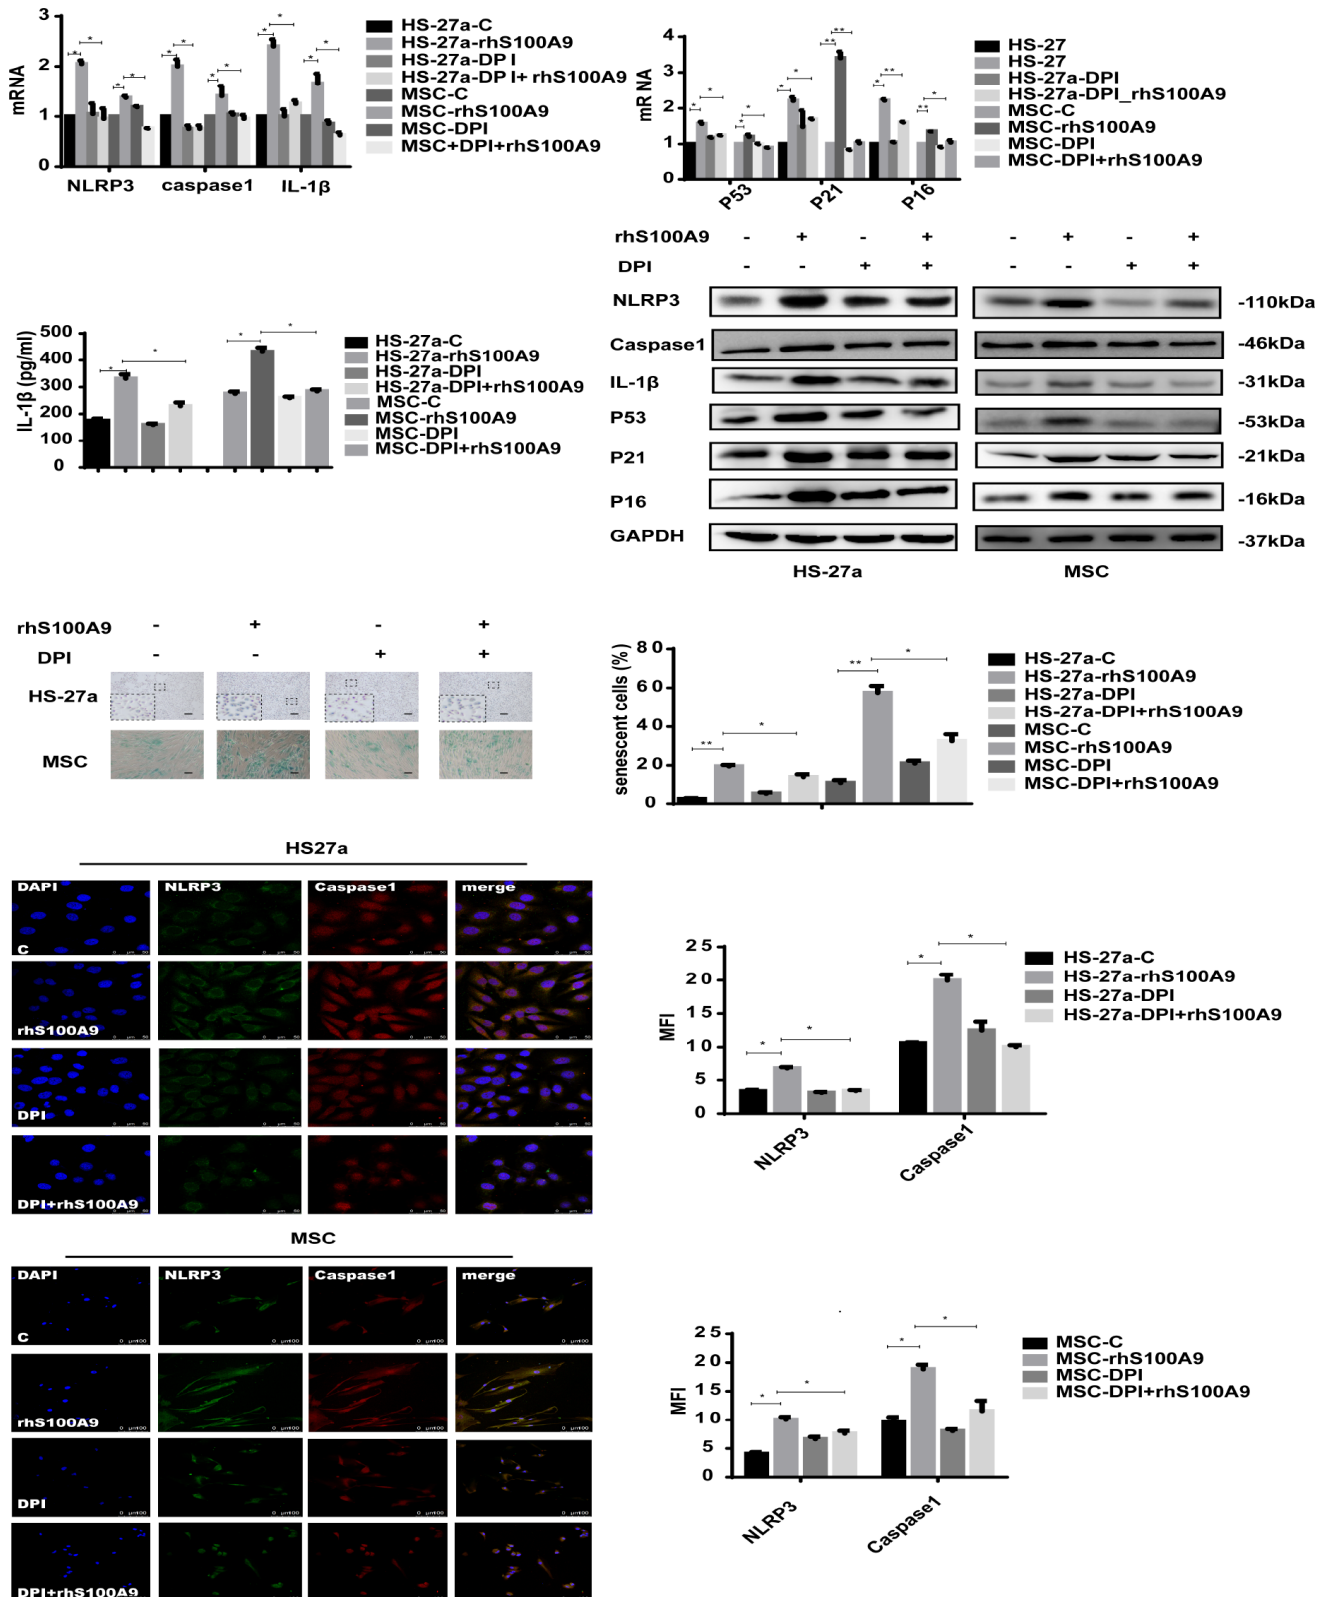 3
2
1
0
mRNA
* * * * * * * * * * * *
NLRP3 caspase1 IL-1β
HS-27a-C
HS-27a-rhS100A9
HS-27a-DP I
HS-27a-DP I+ rhS100A9
MSC-C
MSC-rhS100A9
MSC-DPI
MSC+DPI+rhS100A9
4
3
2
1
0
mR NA
* * * * * * ** ** * ** ** *
P53 P21 P16
HS-27
HS-27
HS-27a-DPI
HS-27a-DPI_rhS100A9
MSC-C
MSC-rhS100A9
MSC-DPI
MSC-DPI+rhS100A9
500
400
300
200
100
0
IL-1β (pg/ml)
* * * *
HS-27a-C
HS-27a-rhS100A9
HS-27a-DPI
HS-27a-DPI+rhS100A9
MSC-C
MSC-rhS100A9
MSC-DPI
MSC-DPI+rhS100A9
rhS100A9 - + - + - + - +
DPI - - + + - - + +
NLRP3 -110kDa
Caspase1 -46kDa
IL-1β -31kDa
P53 -53kDa
P21 -21kDa
P16 -16kDa
GAPDH -37kDa
HS-27a MSC
rhS100A9 - + - +
DPI - - + +
HS-27a
MSC
80
60
40
20
0
senescent cells (%)
** * ** *
HS-27a-C
HS-27a-rhS100A9
HS-27a-DPI
HS-27a-DPI+rhS100A9
MSC-C
MSC-rhS100A9
MSC-DPI
MSC-DPI+rhS100A9
HS27a
DAPI NLRP3 Caspase1 merge
C
rhS100A9
DPI
DPI+rhS100A9
25
20
15
10
5
0
MFI
* * * *
NLRP3 Caspase1
HS-27a-C
HS-27a-rhS100A9
HS-27a-DPI
HS-27a-DPI+rhS100A9
MSC
DAPI NLRP3 Caspase1 merge
C
rhS100A9
DPI
DPI+rhS100A9
25
20
15
10
5
0
MFI
* * * *
NLRP3 Caspase1
MSC-C
MSC-rhS100A9
MSC-DPI
MSC-DPI+rhS100A9